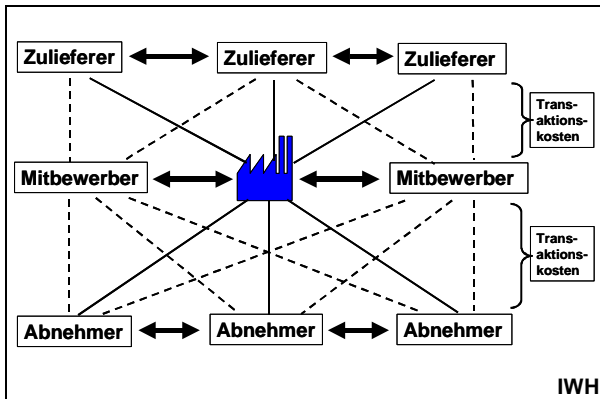 Zulieferer
Zulieferer
Zulieferer
Trans-
aktions-
kosten
Mitbewerber
Mitbewerber
Trans-
aktions-
kosten
Abnehmer
Abnehmer
Abnehmer
IWH